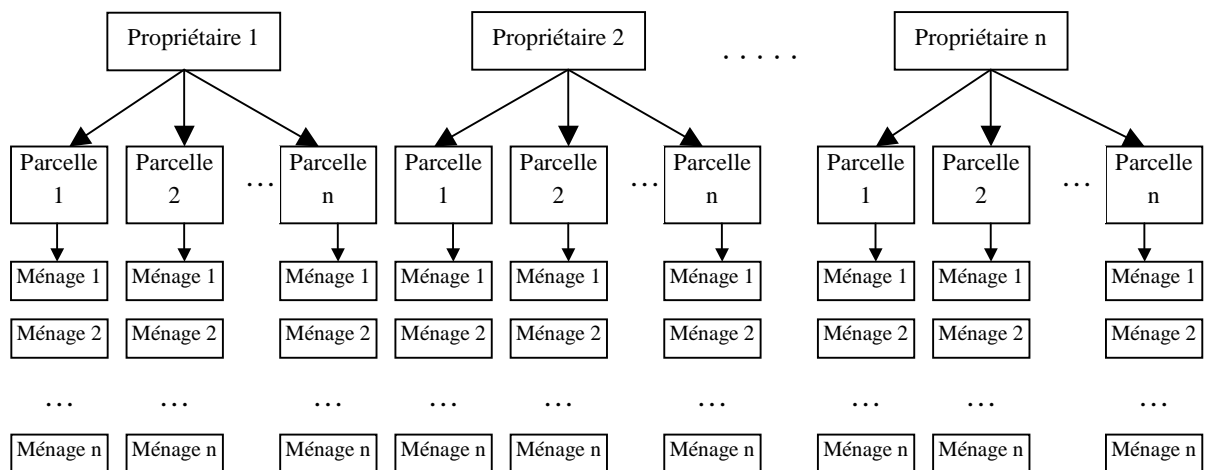 Propriétaire 1 Propriétaire 2 ..... Propriétaire n
Parcelle Parcelle Parcelle Parcelle Parcelle Parcelle Parcelle Parcelle Parcelle
1 2 … n 1 2 … n 1 2 … n
Ménage 1 Ménage 1 Ménage 1 Ménage 1 Ménage 1 Ménage 1 Ménage 1 Ménage 1 Ménage 1
Ménage 2 Ménage 2 Ménage 2 Ménage 2 Ménage 2 Ménage 2 Ménage 2 Ménage 2 Ménage 2
… … … … … … … … …
Ménage n Ménage n Ménage n Ménage n Ménage n Ménage n Ménage n Ménage n Ménage n